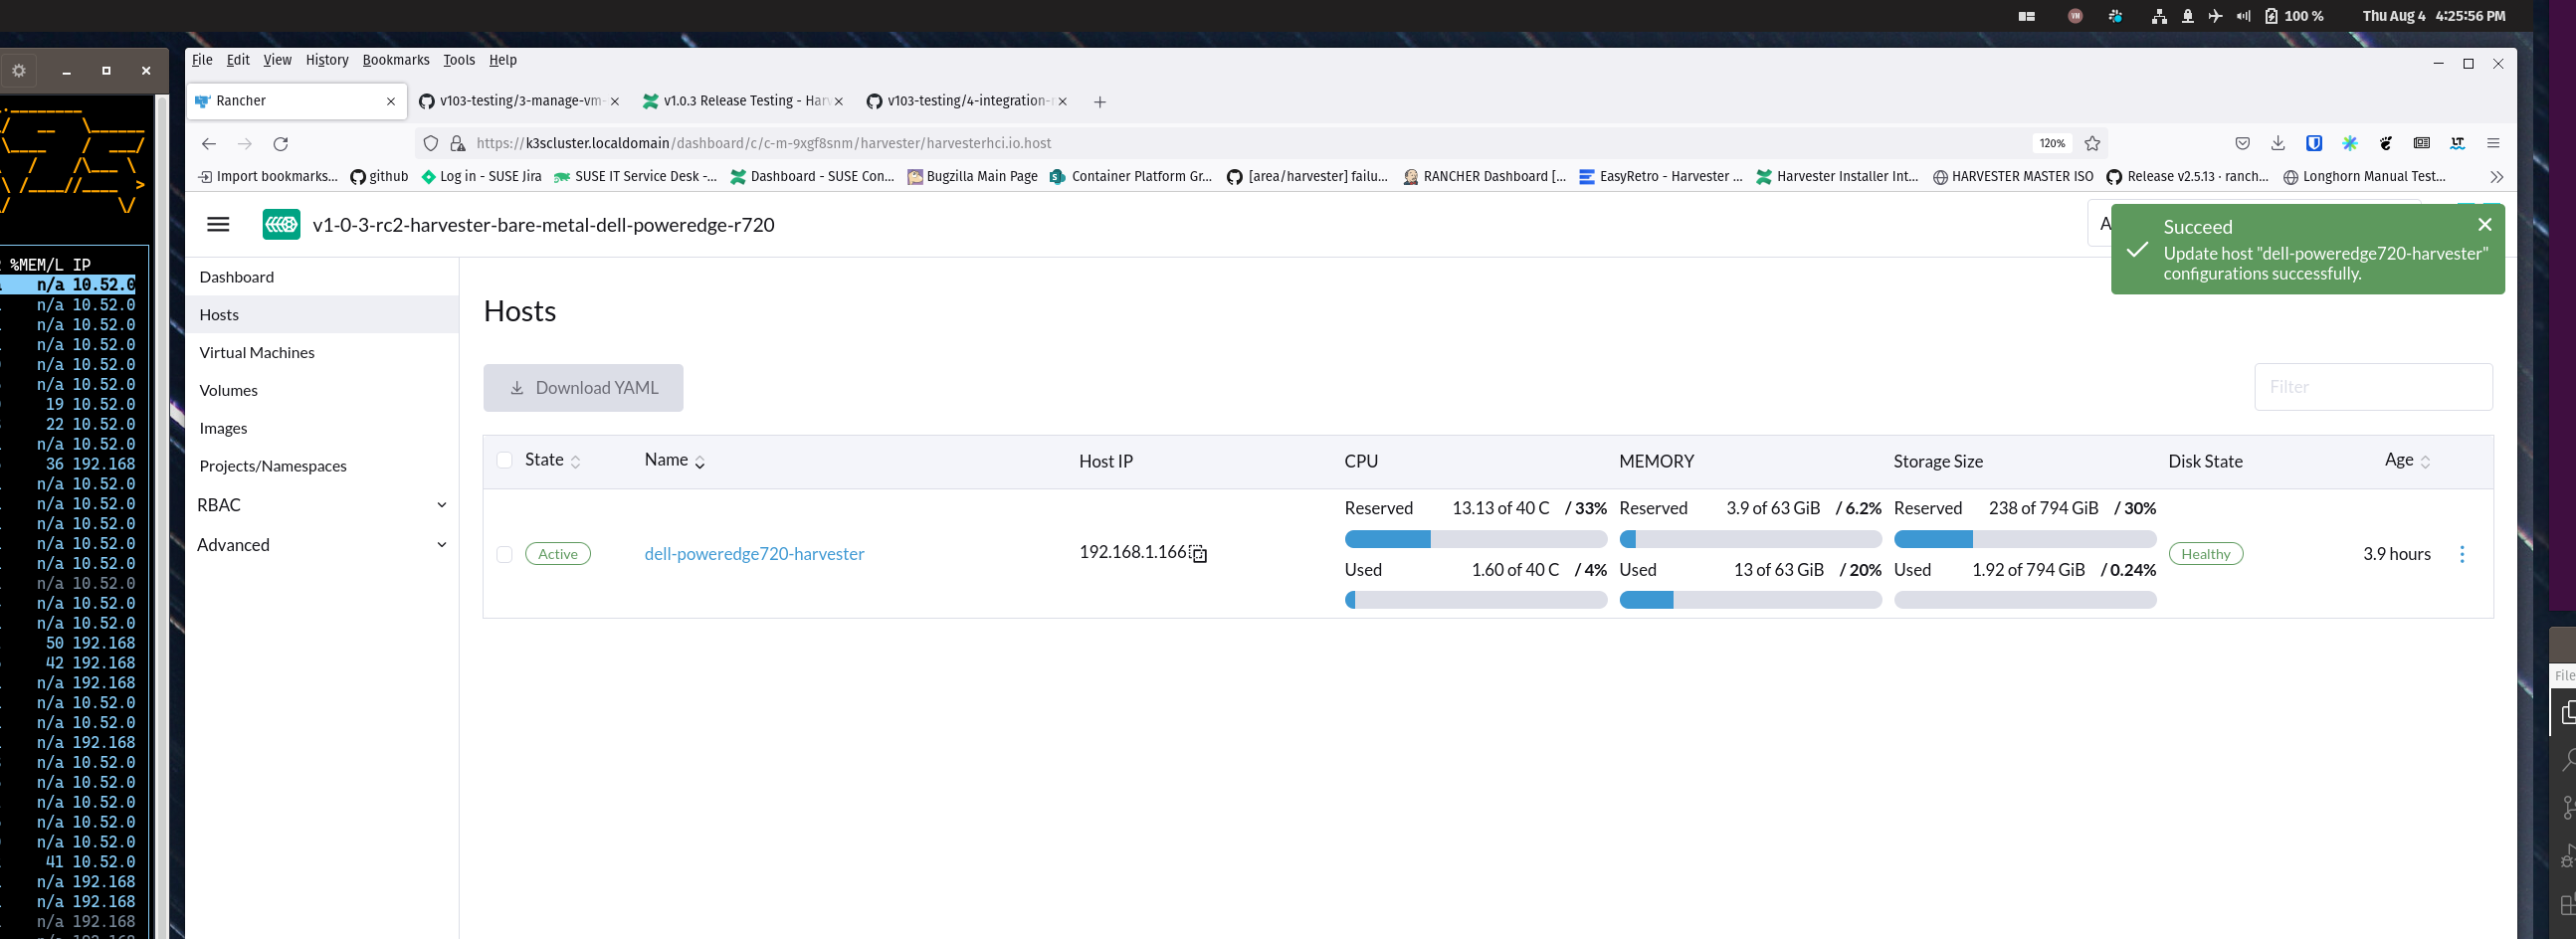 100 %
Thu Aug 4 4:25:56 PM
File Edit View History Bookmarks Tools Help
Rancher
v103-testing/3-manage-vm-
v1.0.3 Release Testing - Har
v103-testing/4-integration-
https://k3scluster.localdomain/dashboard/c/c-m-9xgf8snm/harvester/harvesterhci.io.host
120%
Import bookmarks... github Log in - SUSE Jira SUSE IT Service Desk -... Dashboard - SUSE Con... Bugzilla Main Page Container Platform Gr... [area/harvester] failu... RANCHER Dashboard [... EasyRetro - Harvester ... Harvester Installer Int... HARVESTER MASTER ISO Release v2.5.13 · ranch... Longhorn Manual Test...
v1-0-3-rc2-harvester-bare-metal-dell-poweredge-r720
A
Succeed
Update host "dell-poweredge720-harvester"
configurations successfully.
Dashboard
Hosts
Virtual Machines
Volumes
Images
Projects/Namespaces
RBAC
Advanced
Hosts
Download YAML
Filter
State Name Host IP CPU MEMORY Storage Size Disk State Age
Reserved 13.13 of 40 C / 33% Reserved 3.9 of 63 GiB / 6.2% Reserved 238 of 794 GiB / 30%
Active dell-poweredge720-harvester 192.168.1.166 Healthy 3.9 hours
Used 1.60 of 40 C / 4% Used 13 of 63 GiB / 20% Used 1.92 of 794 GiB / 0.24%
%MEM/L IP
n/a 10.52.0
n/a 10.52.0
n/a 10.52.0
n/a 10.52.0
n/a 10.52.0
n/a 10.52.0
19 10.52.0
22 10.52.0
n/a 10.52.0
36 192.168
n/a 10.52.0
n/a 10.52.0
n/a 10.52.0
n/a 10.52.0
n/a 10.52.0
n/a 10.52.0
n/a 10.52.0
n/a 10.52.0
50 192.168
42 192.168
n/a 192.168
n/a 10.52.0
n/a 10.52.0
n/a 192.168
n/a 10.52.0
n/a 10.52.0
n/a 10.52.0
n/a 10.52.0
n/a 10.52.0
41 10.52.0
n/a 192.168
n/a 192.168
n/a 192.168
n/a 192.168
File